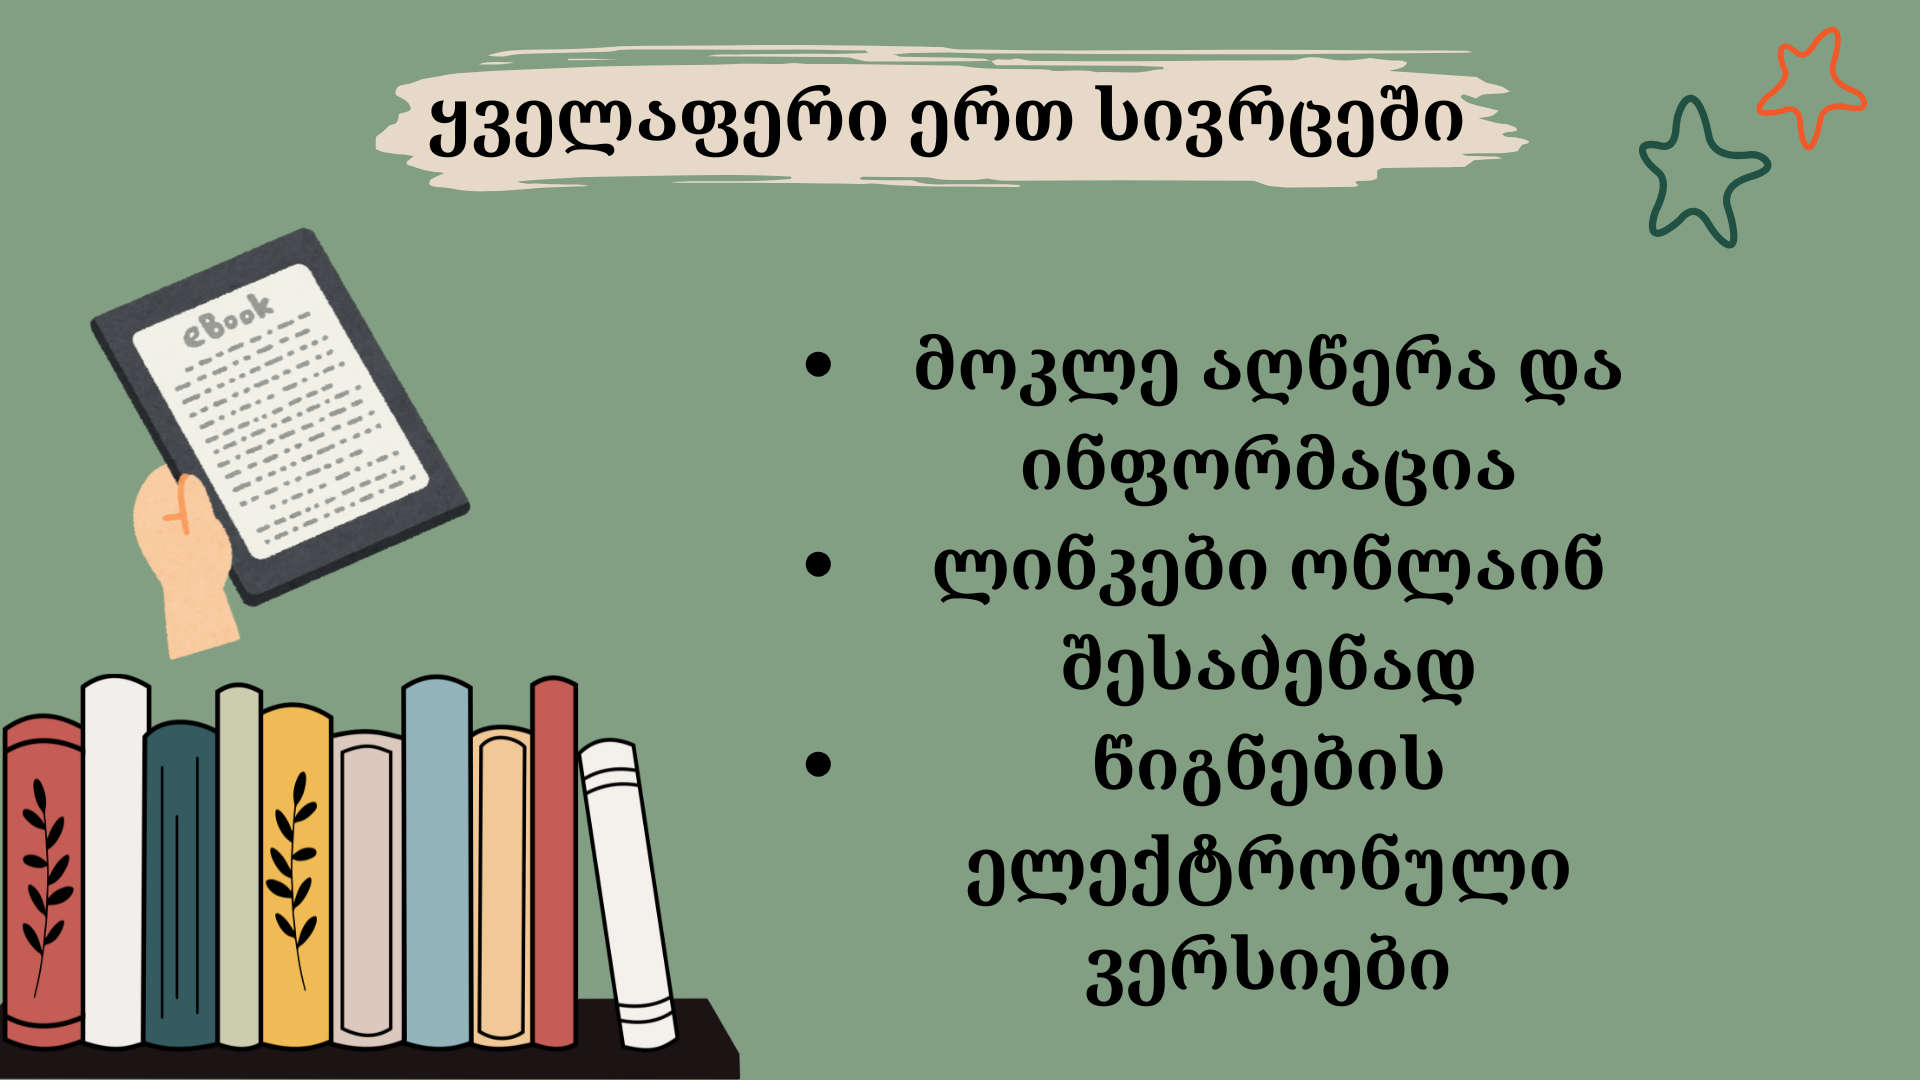 ყველაფერი ერთ სივრცეში
eBook
• მოკლე აღწერა და
ინფორმაცია
• ლინკები ონლაინ
შესაძენად
• წიგნების
ელექტრონული
ვერსიები